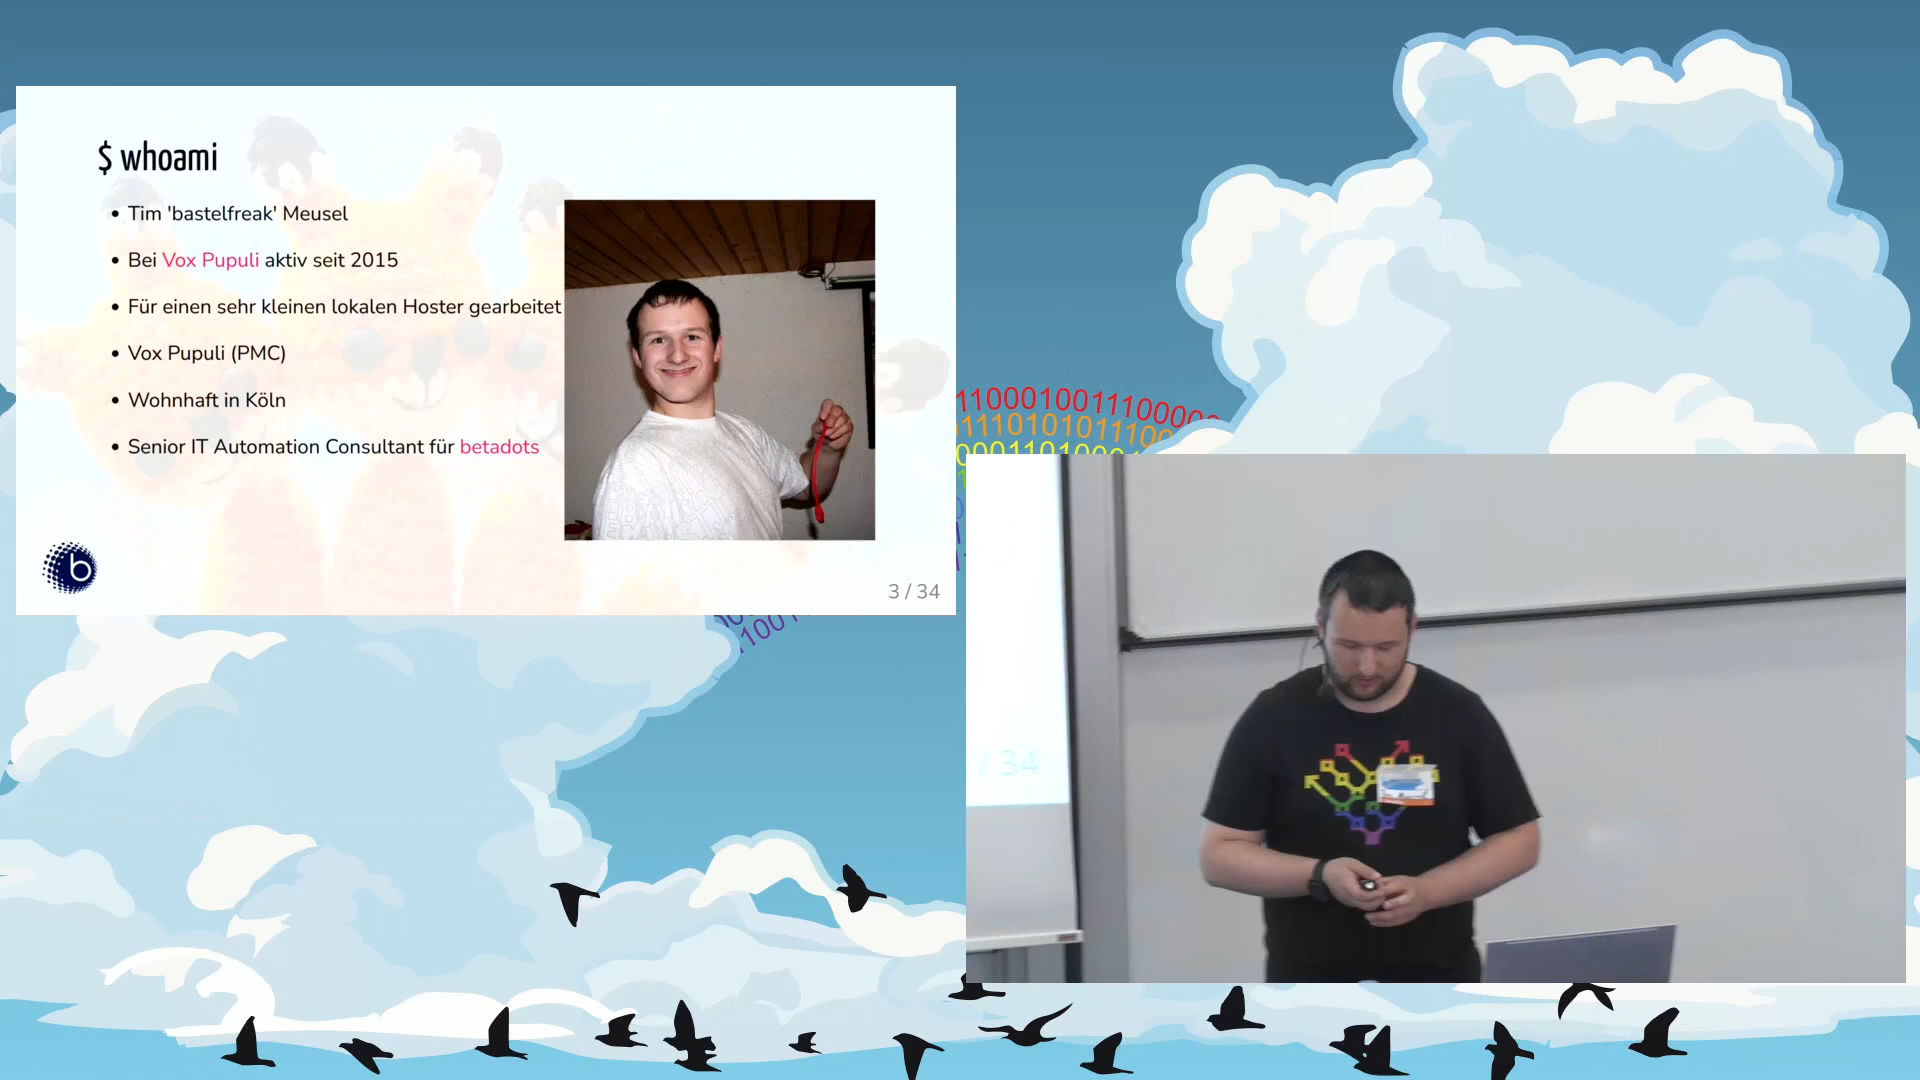 $ whoami
Tim 'bastelfreak' Meusel
Bei Vox Pupuli aktiv seit 2015
Für einen sehr kleinen lokalen Hoster gearbeitet
Vox Pupuli (PMC)
Wohnhaft in Köln
Senior IT Automation Consultant für betadots
b
3 / 34
/ 34